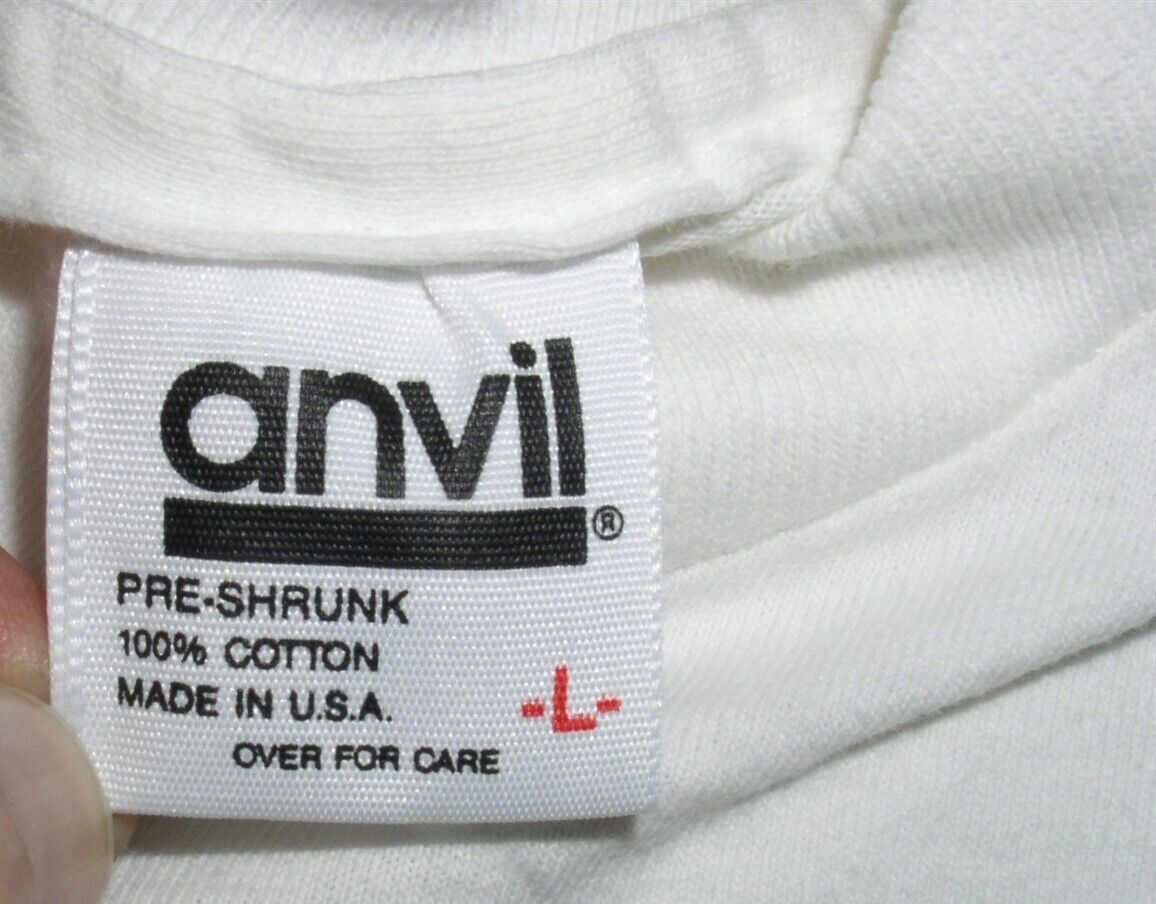 anvil®
PRE-SHRUNK
100% COTTON
MADE IN U.S.A.
-L-
OVER FOR CARE